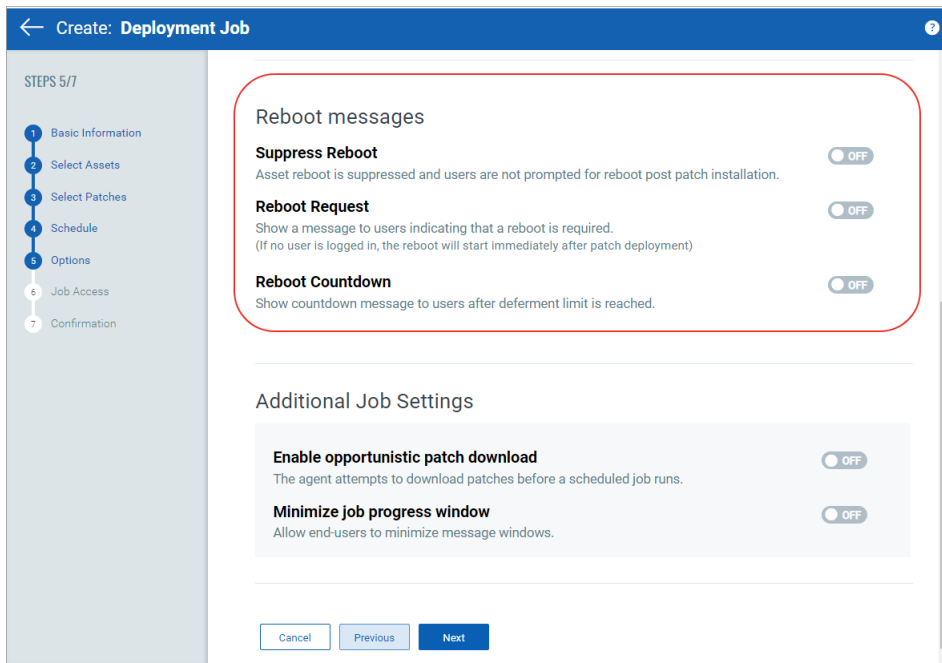 Create: Deployment Job
?
STEPS 5/7
1 Basic Information
2 Select Assets
3 Select Patches
4 Schedule
5 Options
6 Job Access
7 Confirmation
Reboot messages
Suppress Reboot
OFF
Asset reboot is suppressed and users are not prompted for reboot post patch installation.
Reboot Request
OFF
Show a message to users indicating that a reboot is required.
(If no user is logged in, the reboot will start immediately after patch deployment)
Reboot Countdown
OFF
Show countdown message to users after deferment limit is reached.
Additional Job Settings
Enable opportunistic patch download
OFF
The agent attempts to download patches before a scheduled job runs.
Minimize job progress window
OFF
Allow end-users to minimize message windows.
Cancel
Previous
Next